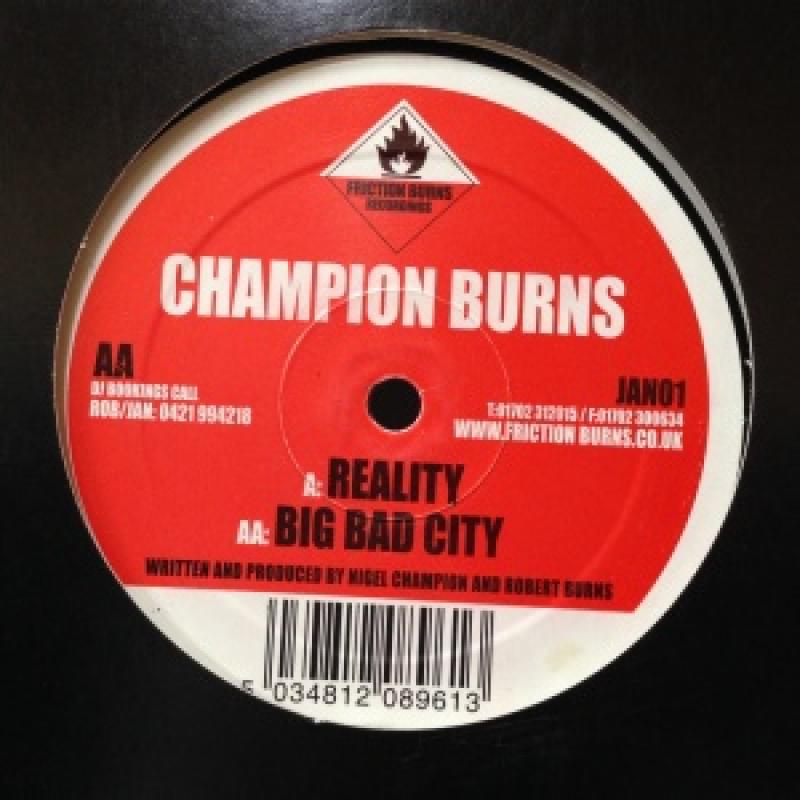 FRICTION BURNS
RECORDINGS
CHAMPION BURNS
AA
DJ BOOKINGS CALL
ROB/JAN: 0421 994218
JAN01
T:01702 312015 / F:01702 300634
WWW.FRICTION BURNS.CO.UK
A: REALITY
AA: BIG BAD CITY
WRITTEN AND PRODUCED BY NIGEL CHAMPION AND ROBERT BURNS
5 034812 089613